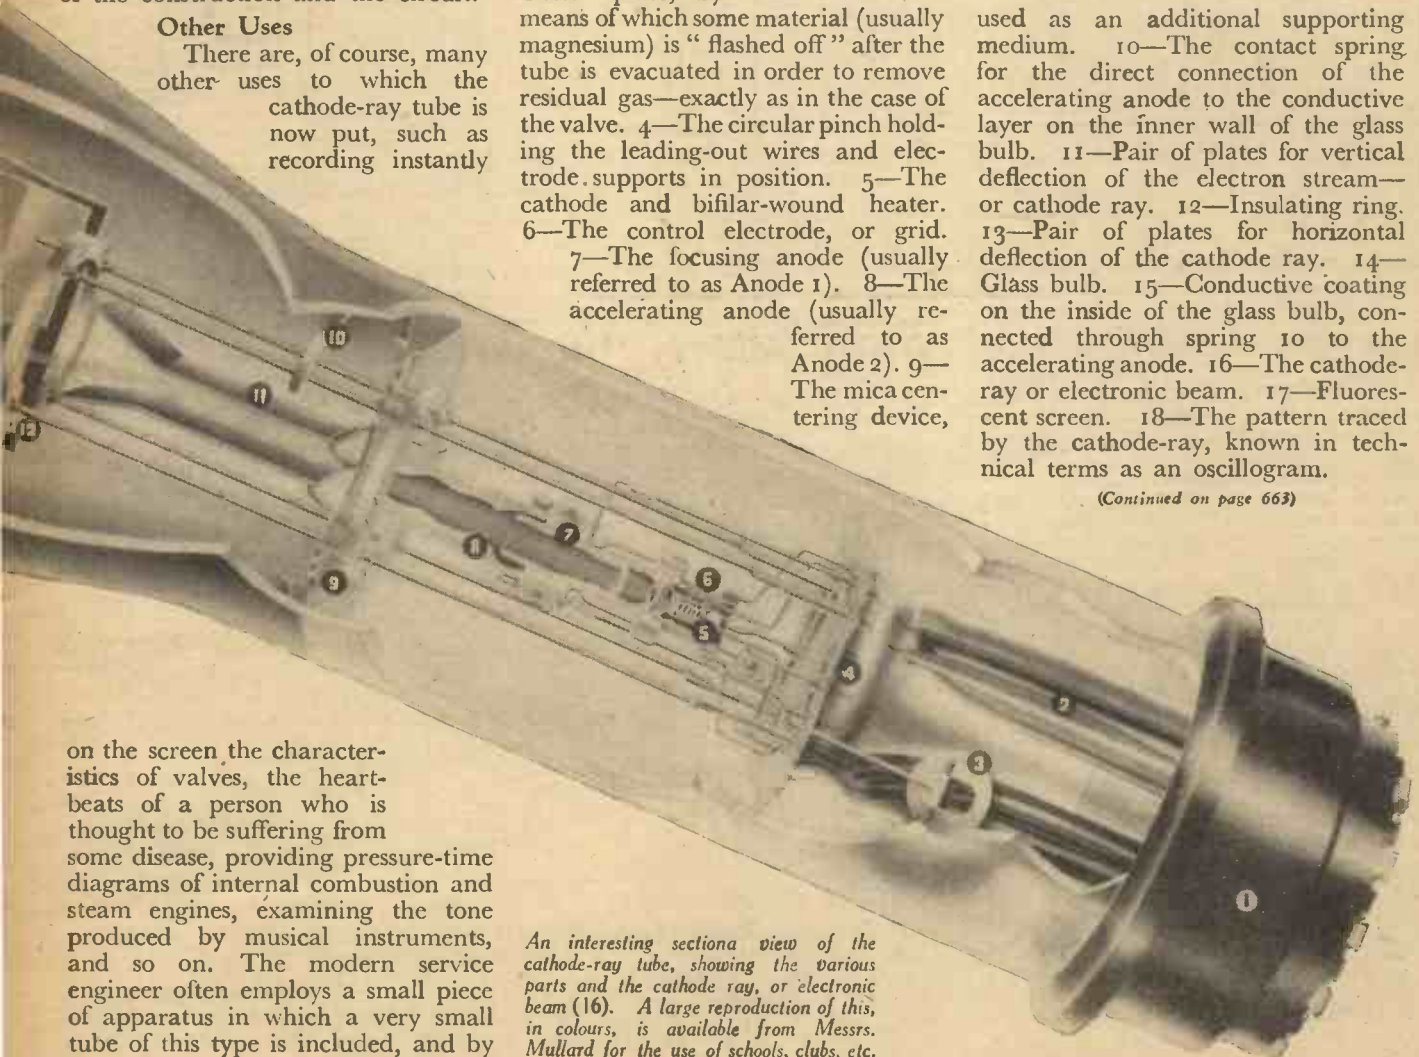 Other Uses
There are, of course, many
other uses to which the
cathode-ray tube is
now put, such as
recording instantly
on the screen the character-
istics of valves, the heart-
beats of a person who is
thought to be suffering from
some disease, providing pressure-time
diagrams of internal combustion and
steam engines, examining the tone
produced by musical instruments,
and so on. The modern service
engineer often employs a small piece
of apparatus in which a very small
tube of this type is included, and by
means of which some material (usually
magnesium) is “ flashed off ” after the
tube is evacuated in order to remove
residual gas—exactly as in the case of
the valve. 4—The circular pinch hold-
ing the leading-out wires and elec-
trode supports in position. 5—The
cathode and bifilar-wound heater.
6—The control electrode, or grid.
7—The focusing anode (usually
referred to as Anode 1). 8—The
accelerating anode (usually re-
ferred to as
Anode 2). 9—
The mica cen-
tering device,
used as an additional supporting
medium. 10—The contact spring
for the direct connection of the
accelerating anode to the conductive
layer on the inner wall of the glass
bulb. 11—Pair of plates for vertical
deflection of the electron stream—
or cathode ray. 12—Insulating ring.
13—Pair of plates for horizontal
deflection of the cathode ray. 14—
Glass bulb. 15—Conductive coating
on the inside of the glass bulb, con-
nected through spring 10 to the
accelerating anode. 16—The cathode-
ray or electronic beam. 17—Fluores-
cent screen. 18—The pattern traced
by the cathode-ray, known in tech-
nical terms as an oscillogram.
(Continued on page 663)
10
11
12
7
8
9
6
5
4
2
3
1
An interesting sectiona view of the
cathode-ray tube, showing the various
parts and the cathode ray, or electronic
beam (16). A large reproduction of this,
in colours, is available from Messrs.
Mullard for the use of schools, clubs, etc.